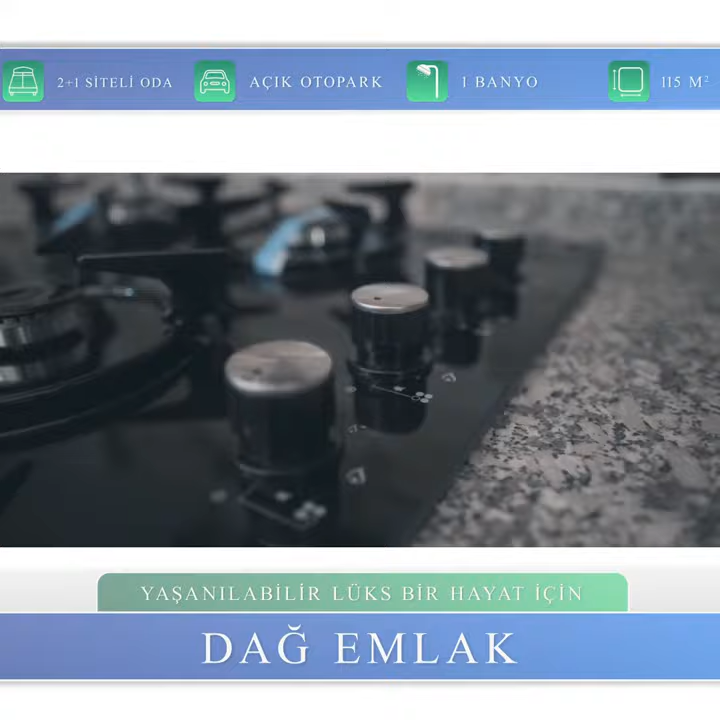 2+1 SİTELİ ODA
AÇIK OTOPARK
1 BANYO
115 M²
YAŞANILABİLİR LÜKS BİR HAYAT İÇİN
DAĞ EMLAK